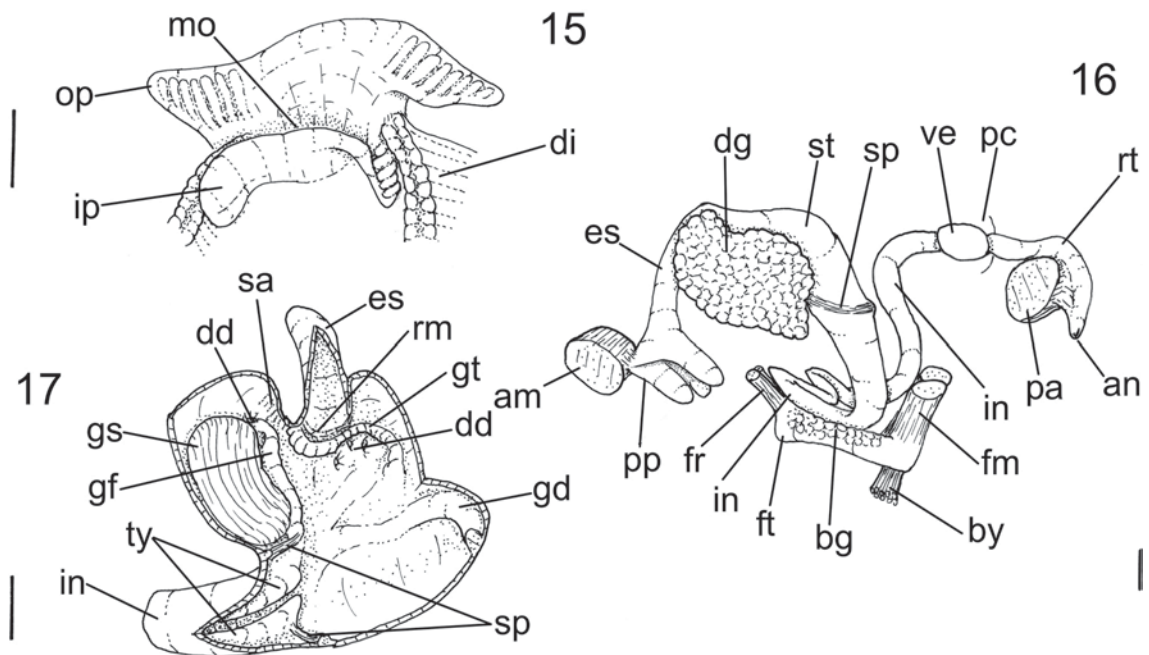 15
mo
op
di
ip
16
dg
st
sp
ve
pc
rt
es
am
pp
fr
in
ft
bg
by
fm
in
pa
an
17
sa
es
dd
rm
gt
gs
dd
gf
gd
ty
in
sp